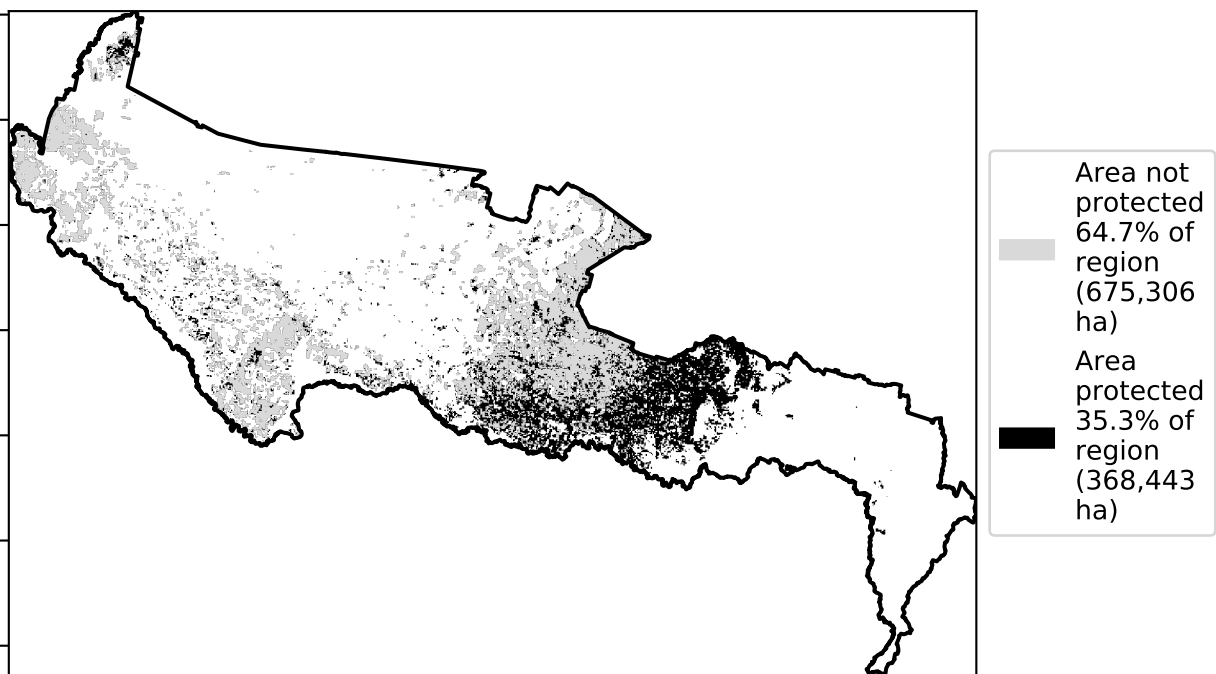 Area not
protected
64.7% of
region
(675,306
ha)
Area
protected
35.3% of
region
(368,443
ha)